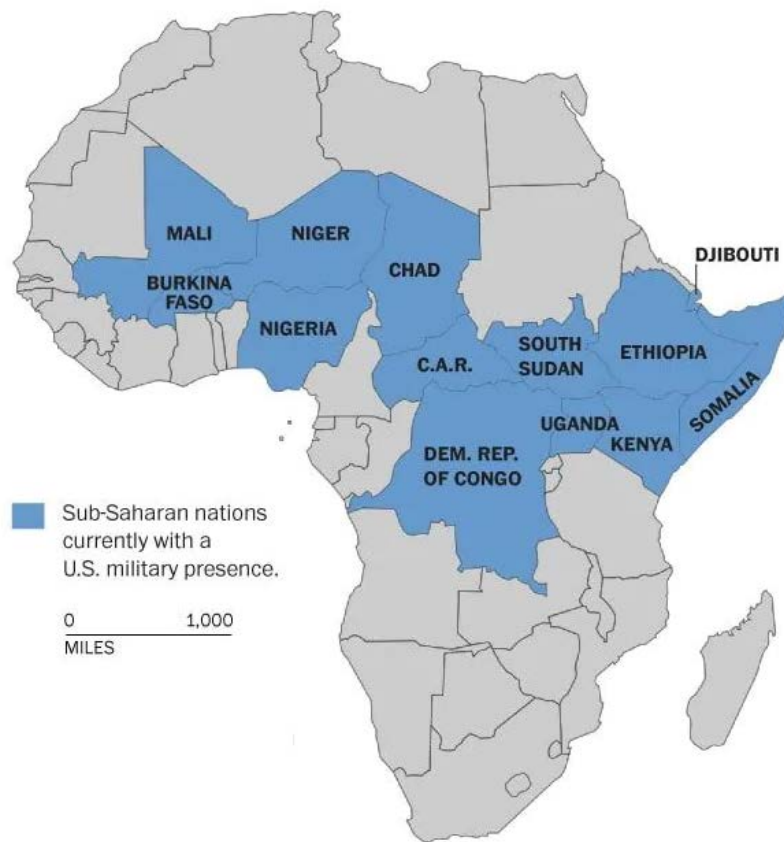 DJIBOUTI
MALI
NIGER
CHAD
BURKINA
FASO
NIGERIA
C.A.R.
SOUTH
SUDAN
ETHIOPIA
SOMALIA
UGANDA
KENYA
DEM. REP.
OF CONGO
Sub-Saharan nations
currently with a
U.S. military presence.
0 1,000
MILES